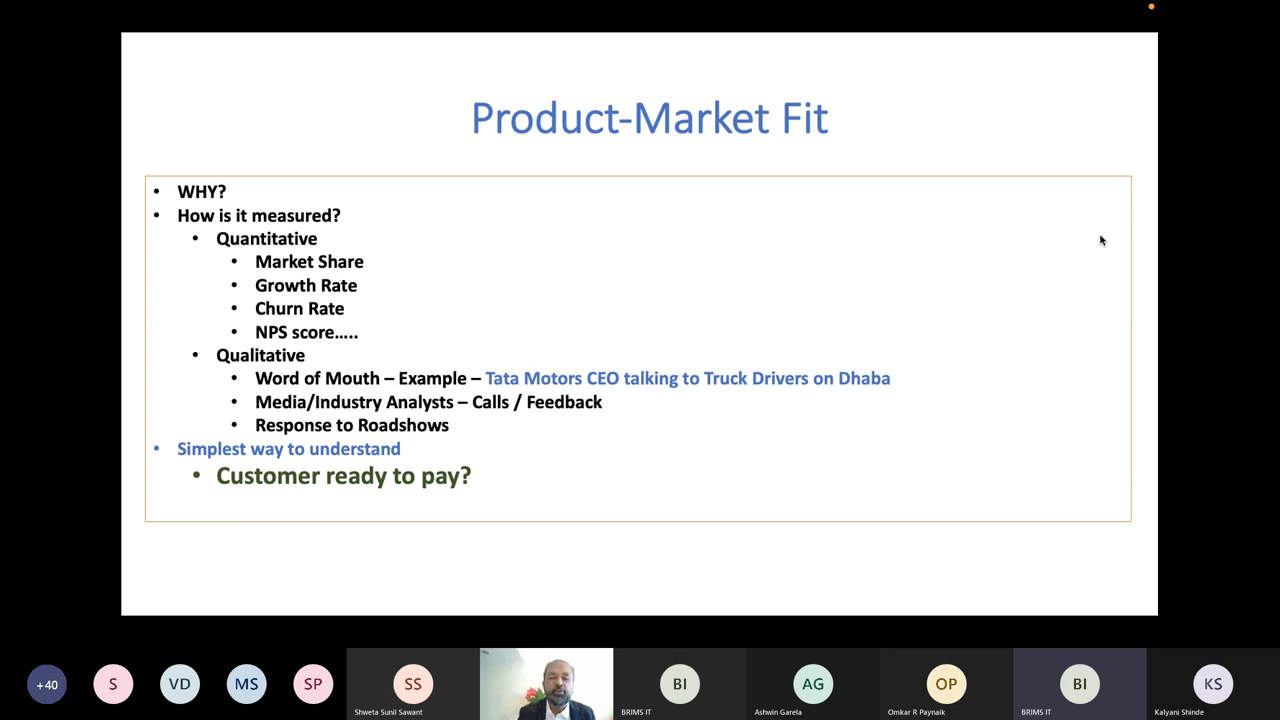 Product-Market Fit
• WHY?
• How is it measured?
• Quantitative
• Market Share
• Growth Rate
• Churn Rate
• NPS score.....
• Qualitative
• Word of Mouth – Example – Tata Motors CEO talking to Truck Drivers on Dhaba
• Media/Industry Analysts – Calls / Feedback
• Response to Roadshows
• Simplest way to understand
• Customer ready to pay?
+40 S VD MS SP SS BI AG OP BI KS
Shweta Sunil Sawant BRIMS IT Ashwin Garela Omkar R Paynaik BRIMS IT Kalyani Shinde